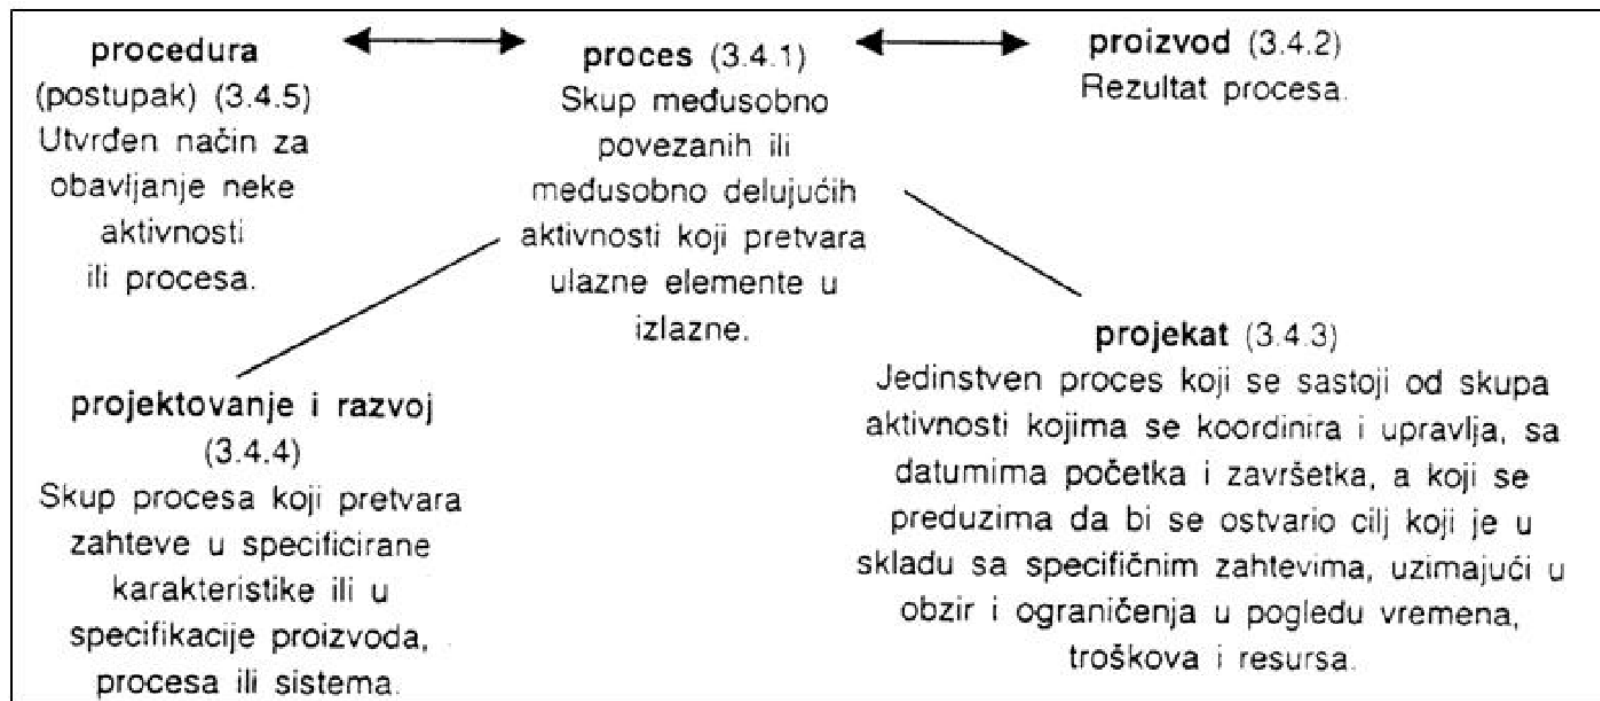 procedura
(postupak) (3.4.5)
Utvrđen način za
obavljanje neke
aktivnosti
ili procesa.
proces (3.4.1)
Skup međusobno
povezanih ili
međusobno delujućih
aktivnosti koji pretvara
ulazne elemente u
izlazne.
proizvod (3.4.2)
Rezultat procesa.
projektovanje i razvoj
(3.4.4)
Skup procesa koji pretvara
zahteve u specificirane
karakteristike ili u
specifikacije proizvoda,
procesa ili sistema.
projekat (3.4.3)
Jedinstven proces koji se sastoji od skupa
aktivnosti kojima se koordinira i upravlja, sa
datumima početka i završetka, a koji se
preduzima da bi se ostvario cilj koji je u
skladu sa specifičnim zahtevima, uzimajući u
obzir i ograničenja u pogledu vremena,
troškova i resursa.